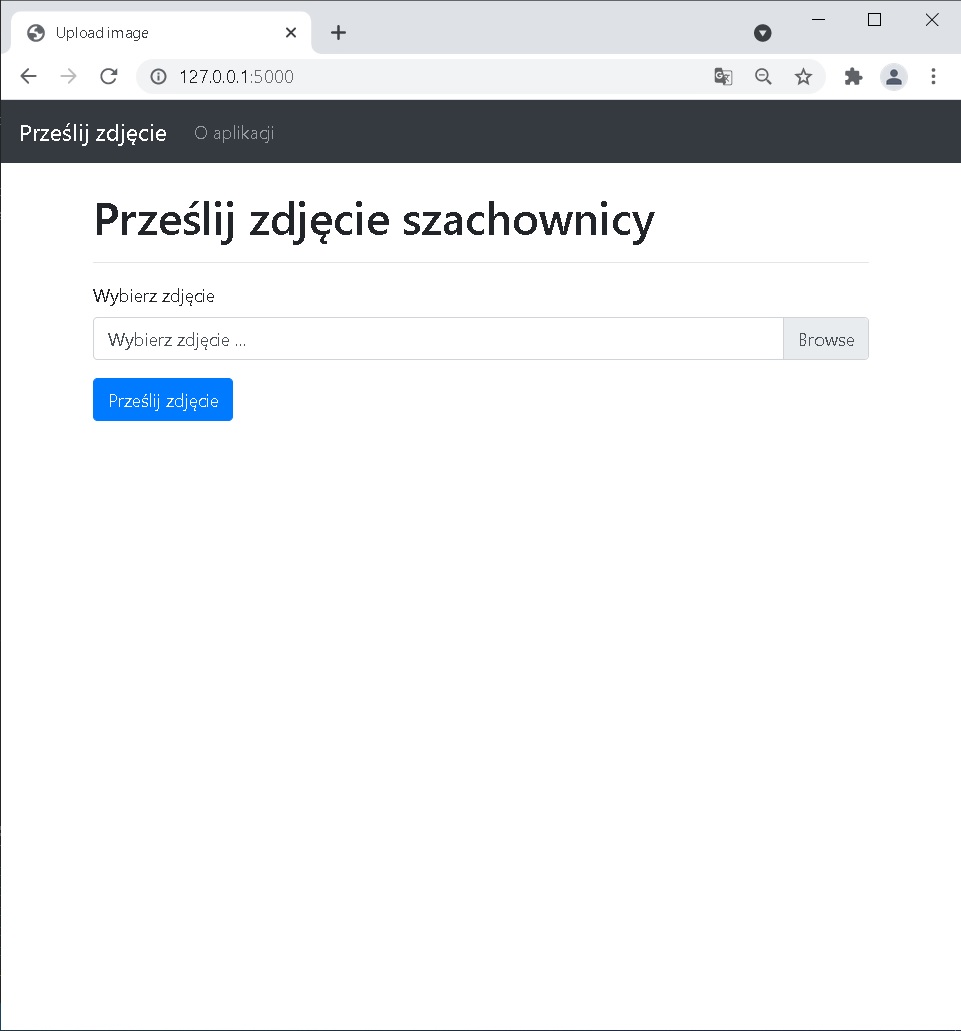 Upload image
127.0.0.1:5000
Prześlij zdjęcie O aplikacji
Prześlij zdjęcie szachownicy
Wybierz zdjęcie
Wybierz zdjęcie ... Browse
Prześlij zdjęcie